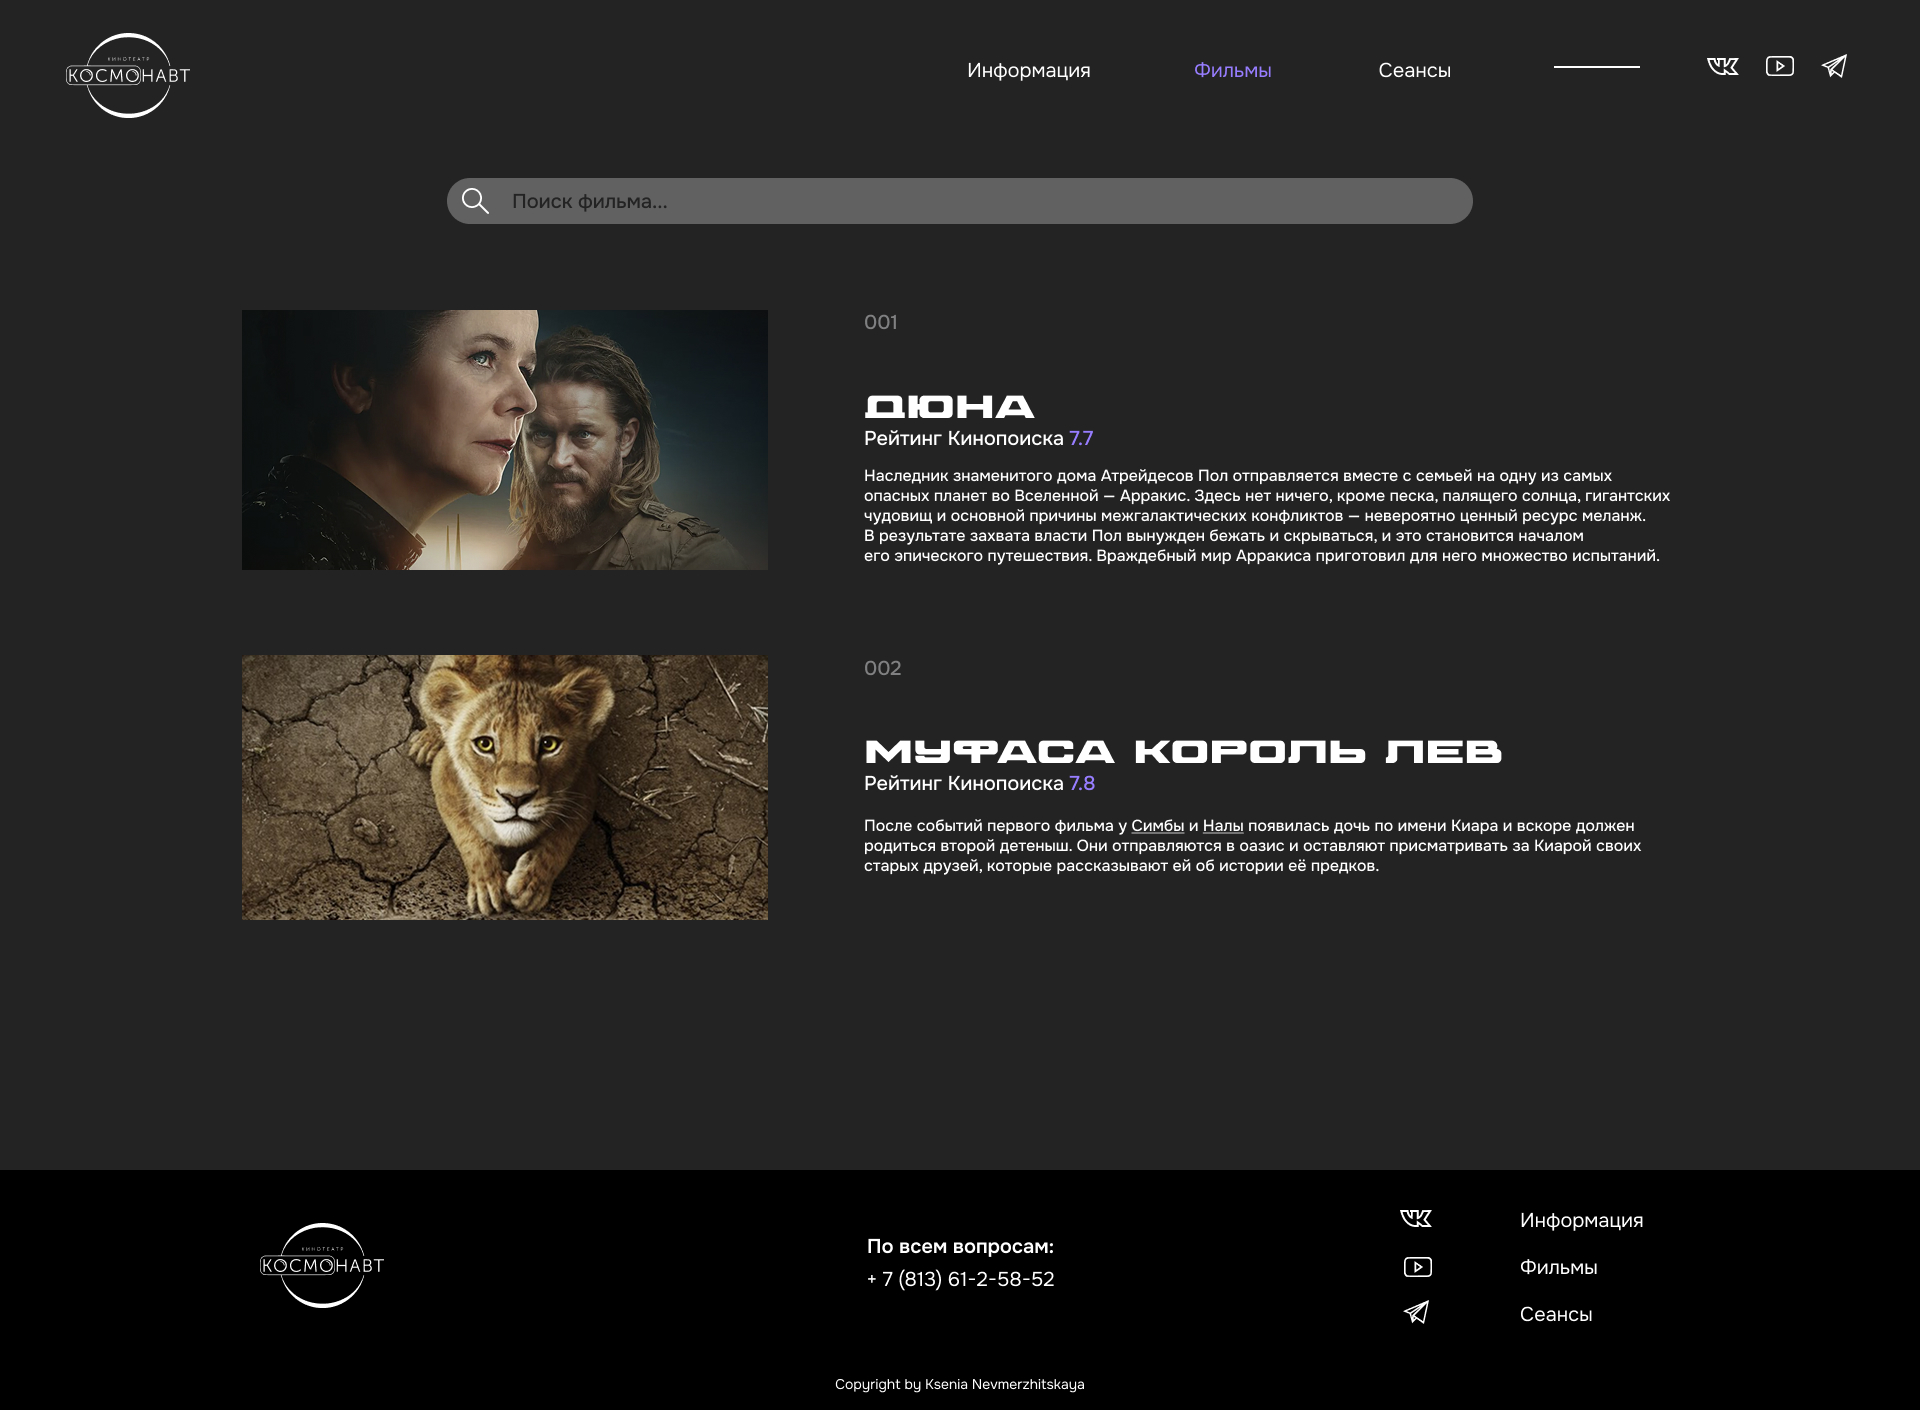 КИНОТЕАТР
КОСМОНАВТ
Информация
Фильмы
Сеансы
Поиск фильма...
001
ДЮНА
Рейтинг Кинопоиска 7.7
Наследник знаменитого дома Атрейдесов Пол отправляется вместе с семьей на одну из самых
опасных планет во Вселенной — Арракис. Здесь нет ничего, кроме песка, палящего солнца, гигантских
чудовищ и основной причины межгалактических конфликтов — невероятно ценный ресурс меланж.
В результате захвата власти Пол вынужден бежать и скрываться, и это становится началом
его эпического путешествия. Враждебный мир Арракиса приготовил для него множество испытаний.
002
МУФАСА КОРОЛЬ ЛЕВ
Рейтинг Кинопоиска 7.8
После событий первого фильма у Симбы и Налы появилась дочь по имени Киара и вскоре должен
родиться второй детеныш. Они отправляются в оазис и оставляют присматривать за Киарой своих
старых друзей, которые рассказывают ей об истории её предков.
КИНОТЕАТР
КОСМОНАВТ
По всем вопросам:
+ 7 (813) 61-2-58-52
Информация
Фильмы
Сеансы
Copyright by Ksenia Nevmerzhitskaya